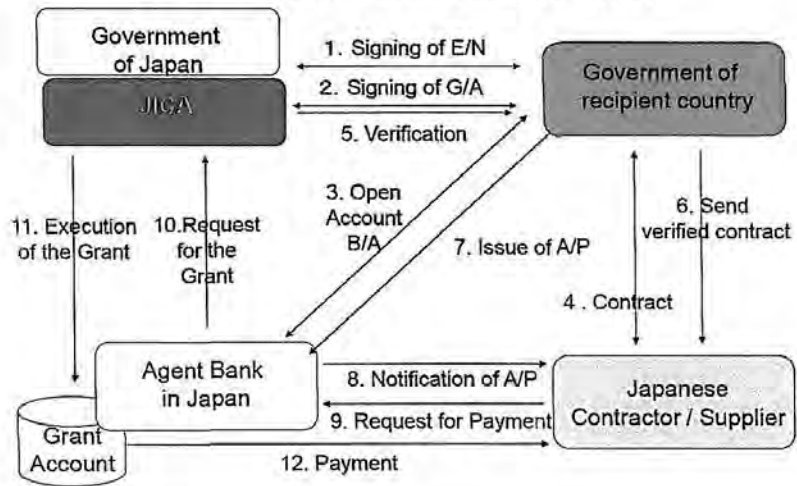 Government
of Japan
JICA
1. Signing of E/N
2. Signing of G/A
5. Verification
Government of
recipient country
11. Execution
of the Grant
10.Request
for the
Grant
3. Open
Account
B/A
7. Issue of A/P
6. Send
verified contract
4 . Contract
Agent Bank
in Japan
8. Notification of A/P
9. Request for Payment
Japanese
Contractor / Supplier
Grant
Account
12. Payment